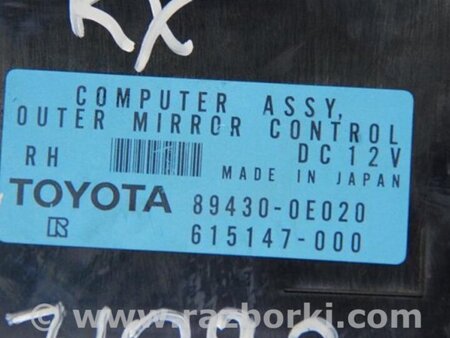 RX
COMPUTER ASSY,
OUTER MIRROR CONTROL
RH DC12V
MADE IN JAPAN
TOYOTA 89430-0E020
R 615147-000
www.razborki.com